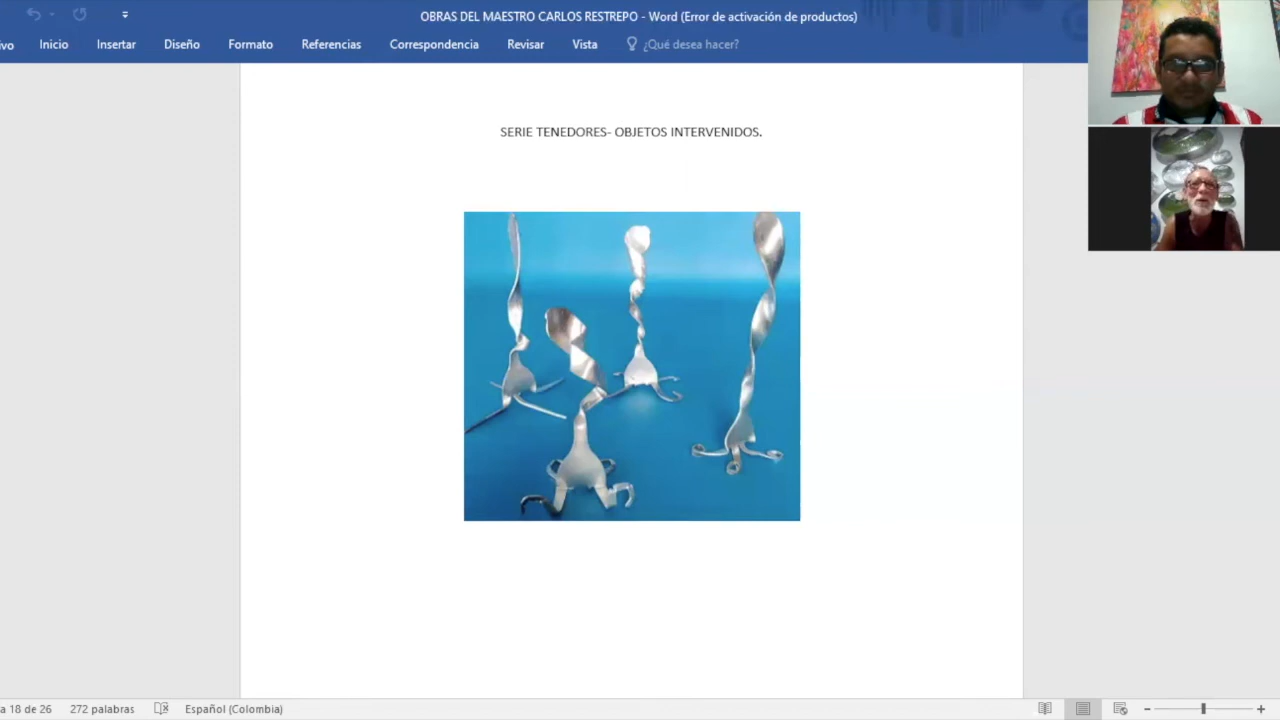 OBRAS DEL MAESTRO CARLOS RESTREPO - Word (Error de activación de productos)
vo Inicio Insertar Diseño Formato Referencias Correspondencia Revisar Vista ¿Qué desea hacer?
SERIE TENEDORES- OBJETOS INTERVENIDOS.
a 18 de 26 272 palabras Español (Colombia)